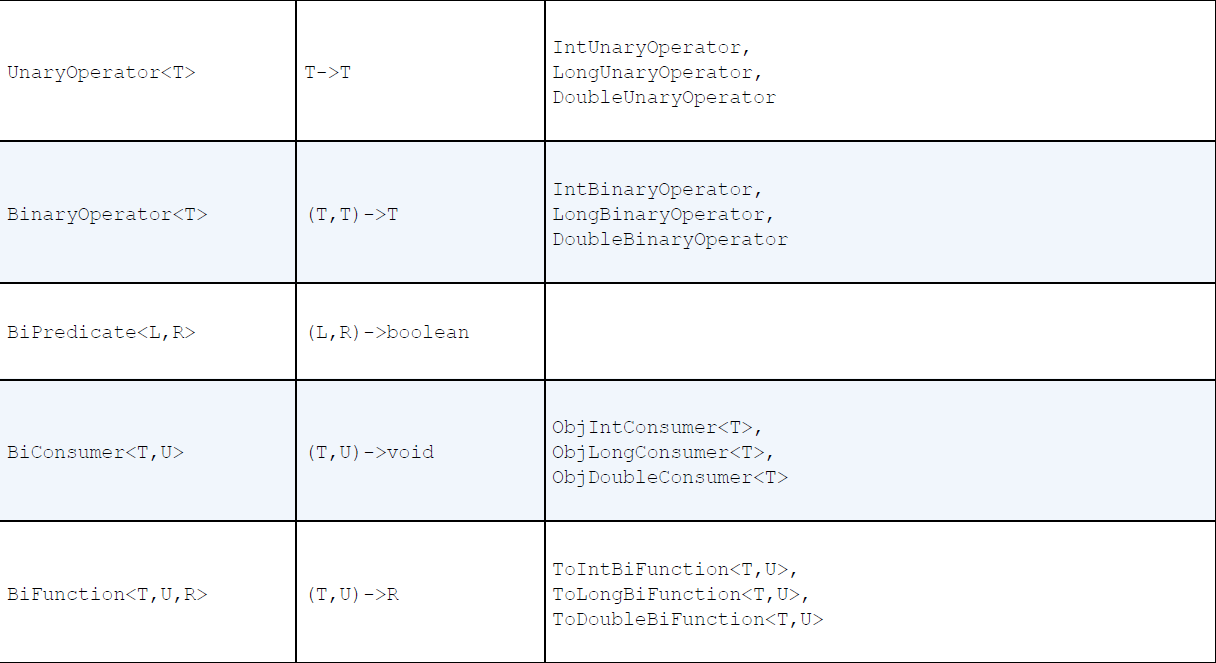 UnaryOperator<T>
T->T
IntUnaryOperator,
LongUnaryOperator,
DoubleUnaryOperator
BinaryOperator<T>
(T,T)->T
IntBinaryOperator,
LongBinaryOperator,
DoubleBinaryOperator
BiPredicate<L,R>
(L,R)->boolean
BiConsumer<T,U>
(T,U)->void
ObjIntConsumer<T>,
ObjLongConsumer<T>,
ObjDoubleConsumer<T>
BiFunction<T,U,R>
(T,U)->R
ToIntBiFunction<T,U>,
ToLongBiFunction<T,U>,
ToDoubleBiFunction<T,U>